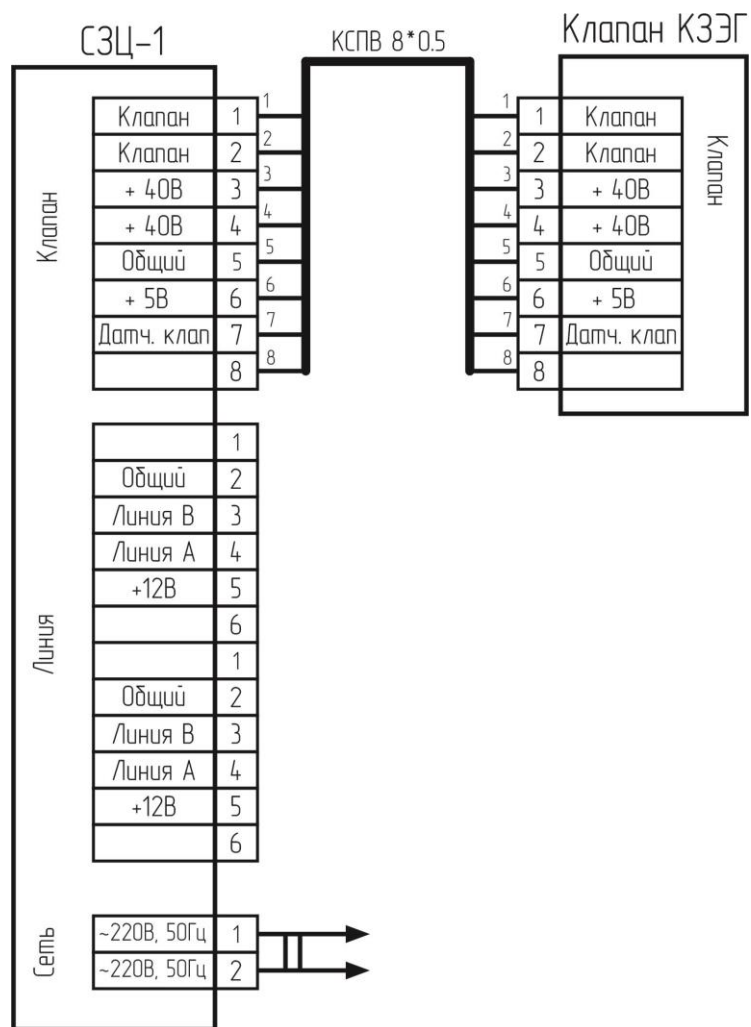 СЗЦ-1
КСПВ 8*0.5
Клапан КЗЭГ
Клапан
Клапан 1 1
Клапан 2 2
+ 40В 3 3
+ 40В 4 4
Общий 5 5
+ 5В 6 6
Датч. клап 7 7
8 8
1 1 Клапан
2 2 Клапан
3 3 + 40В
4 4 + 40В
5 5 Общий
6 6 + 5В
7 7 Датч. клап
8 8
Клапан
Линия
1
Общий 2
Линия В 3
Линия А 4
+12В 5
6
1
Общий 2
Линия В 3
Линия А 4
+12В 5
6
Сеть
~220В, 50Гц 1
~220В, 50Гц 2